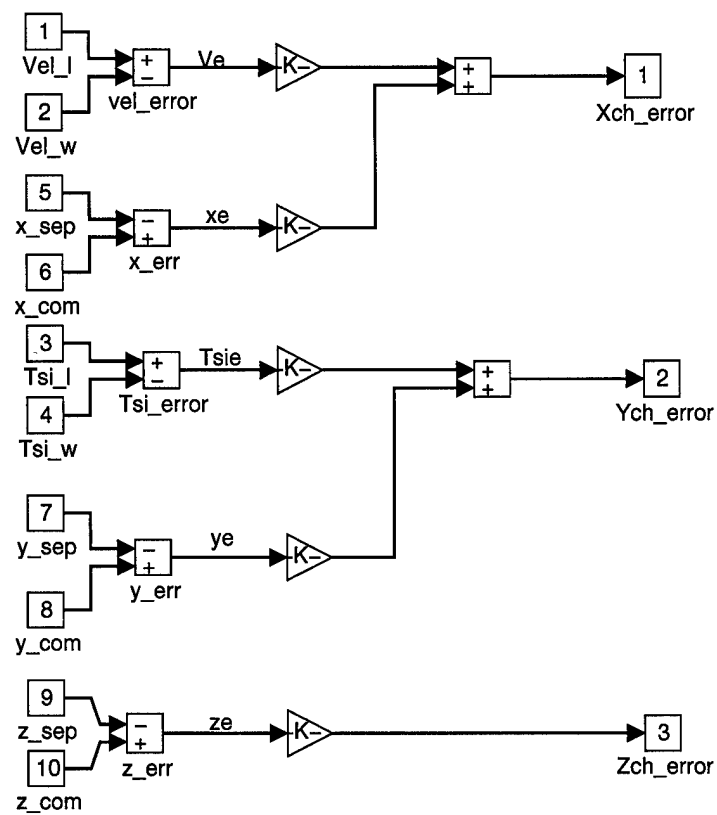 1
Vel_l
+
−
vel_error
Ve
-K-
+
+
1
Xch_error
2
Vel_w
5
x_sep
−
+
x_err
xe
-K-
6
x_com
3
Tsi_l
+
−
Tsi_error
Tsie
-K-
+
+
2
Ych_error
4
Tsi_w
7
y_sep
−
+
y_err
ye
-K-
8
y_com
9
z_sep
−
+
z_err
ze
-K-
3
Zch_error
10
z_com